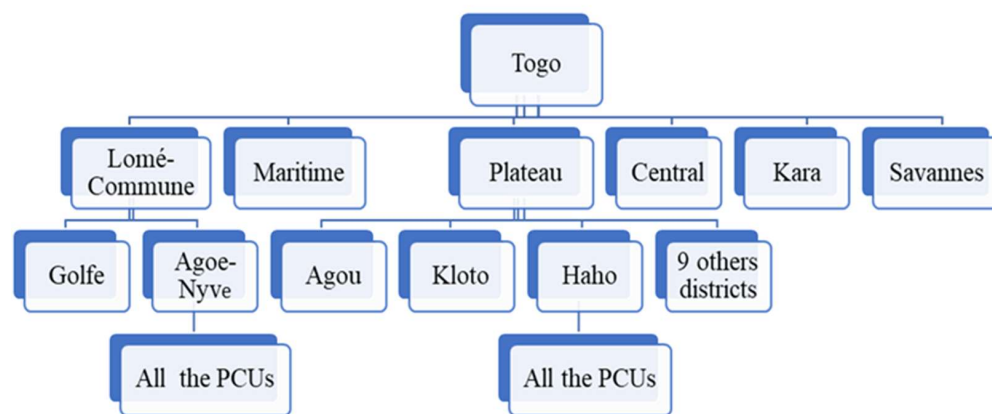 Togo
Lomé-
Commune
Maritime
Plateau
Central
Kara
Savannes
Golfe
Agoe-
Nyve
Agou
Kloto
Haho
9 others
districts
All the PCUs
All the PCUs